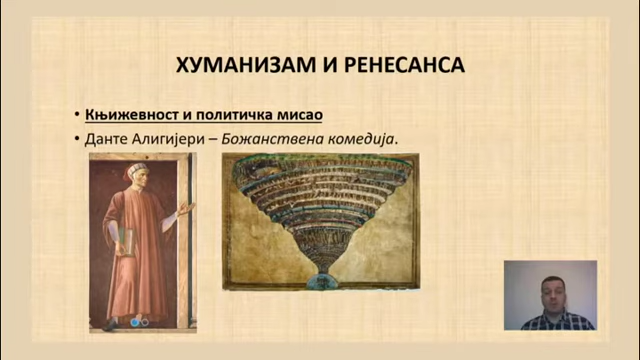 ХУМАНИЗАМ И РЕНЕСАНСА
• Књижевност и политичка мисао
• Данте Алигијери – Божанствена комедија.